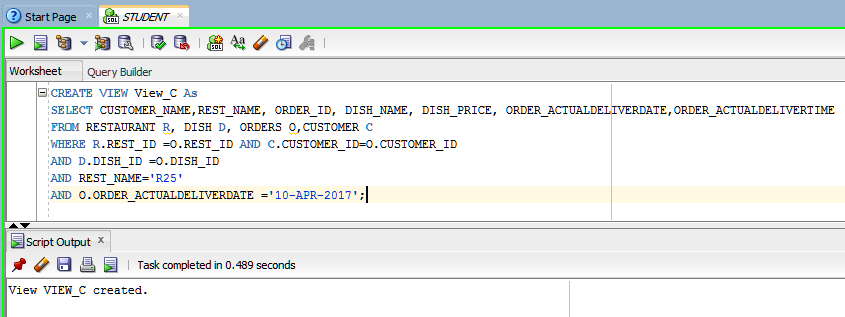 Start Page STUDENT
Worksheet Query Builder
CREATE VIEW View_C As
SELECT CUSTOMER_NAME,REST_NAME, ORDER_ID, DISH_NAME, DISH_PRICE, ORDER_ACTUALDELIVERDATE,ORDER_ACTUALDELIVERTIME
FROM RESTAURANT R, DISH D, ORDERS O,CUSTOMER C
WHERE R.REST_ID =O.REST_ID AND C.CUSTOMER_ID=O.CUSTOMER_ID
AND D.DISH_ID =O.DISH_ID
AND REST_NAME='R25'
AND O.ORDER_ACTUALDELIVERDATE ='10-APR-2017';
Script Output
Task completed in 0.489 seconds
View VIEW_C created.